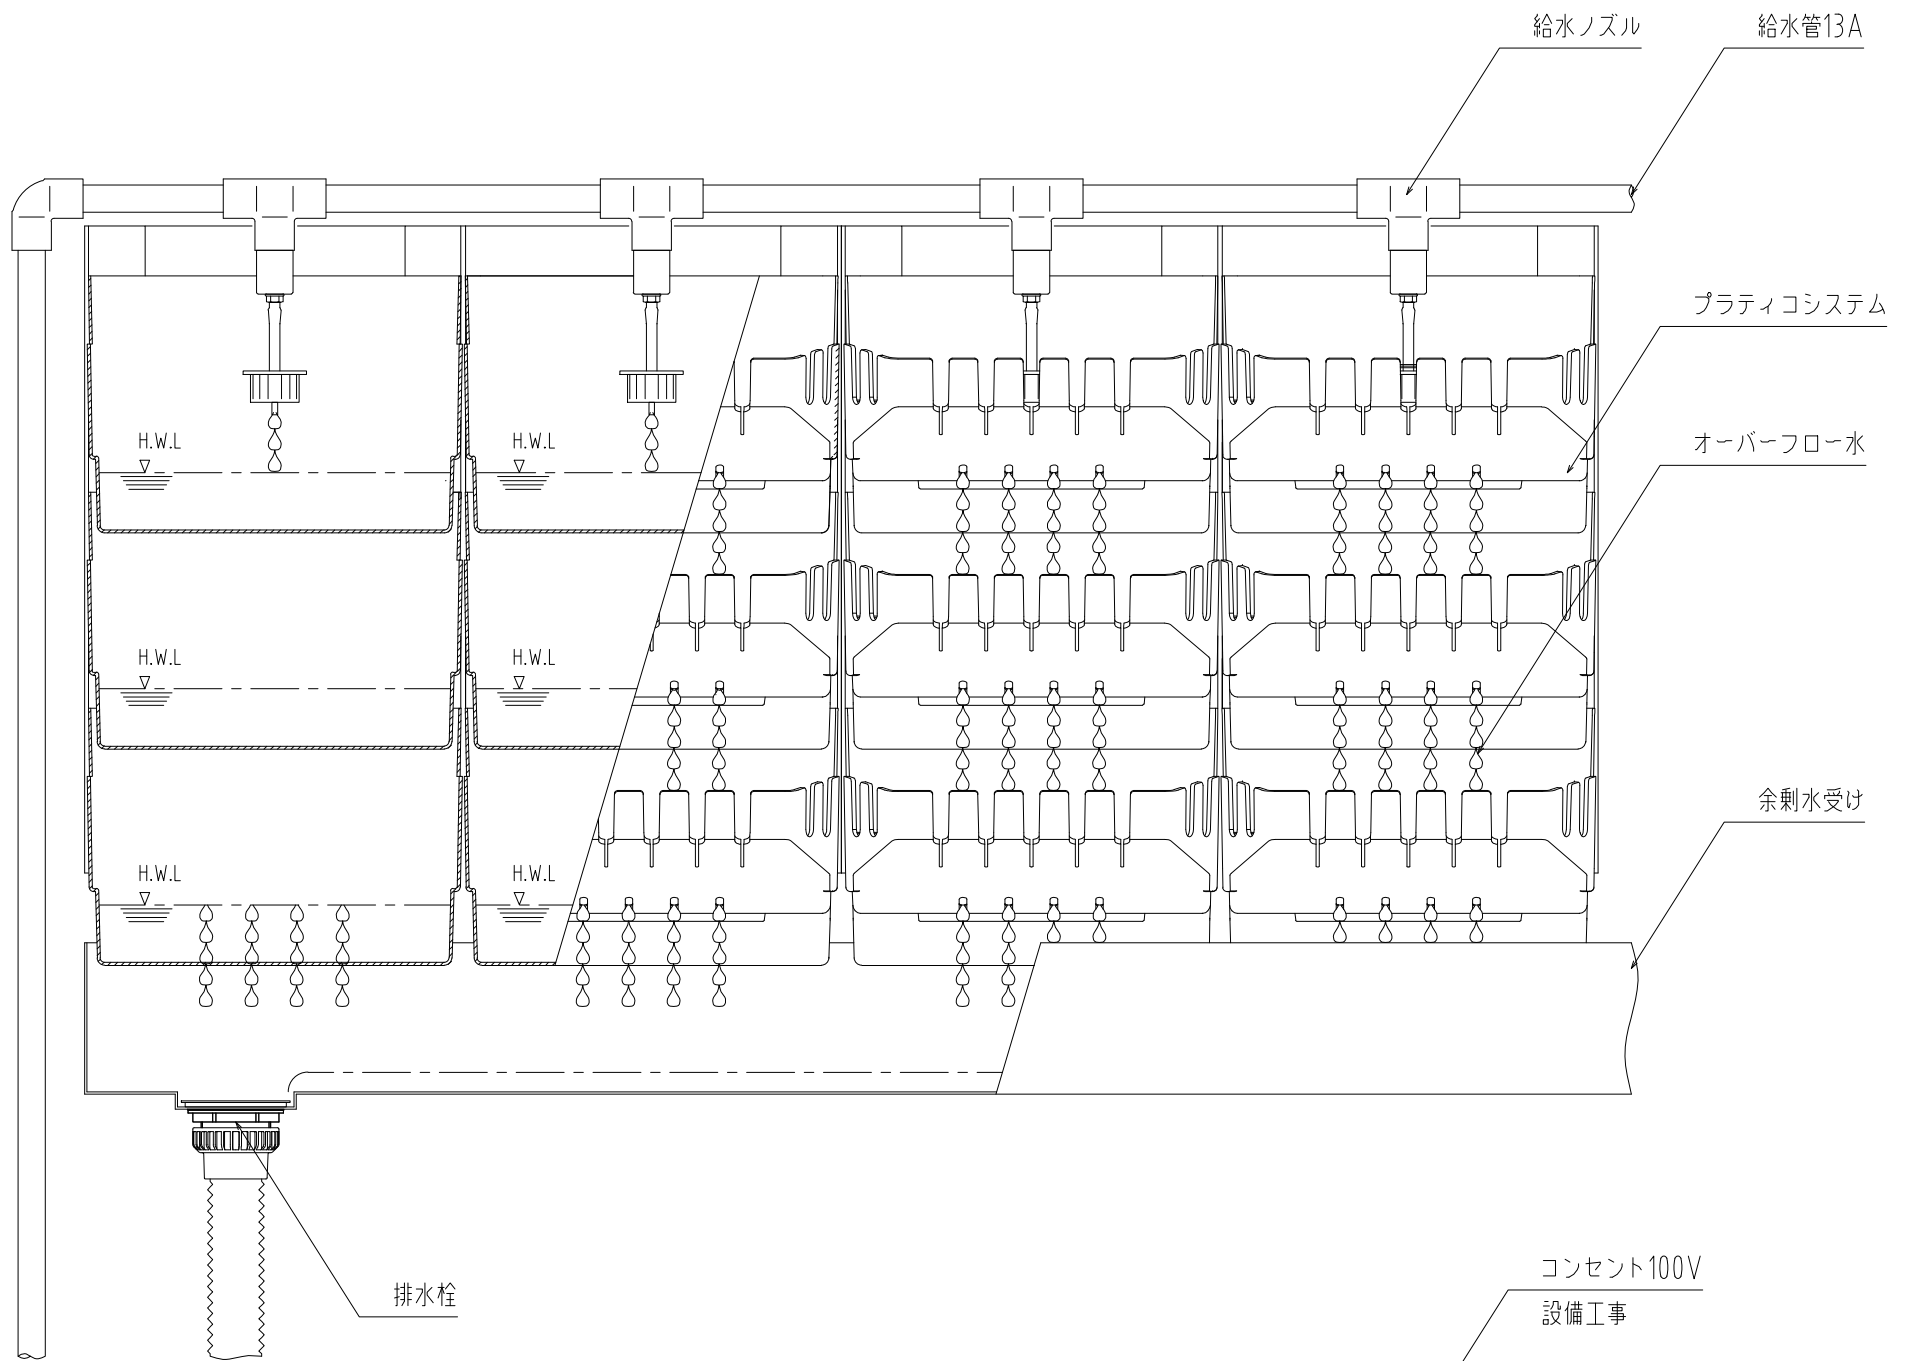 給水ノズル
給水管13A
プラティコシステム
オーバーフロー水
H.W.L
H.W.L
H.W.L
H.W.L
余剰水受け
H.W.L
H.W.L
コンセント100V
設備工事
排水栓